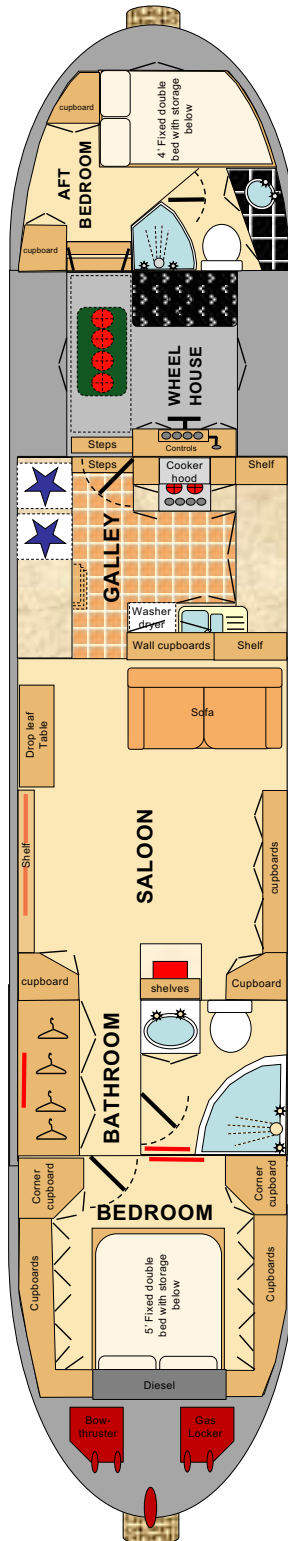 cupboard
4' Fixed double
bed with storage
below
AFT
BEDROOM
cupboard
WHEEL
HOUSE
Steps
Controls
Steps
Cooker
hood
Shelf
GALLEY
Washer
dryer
Wall cupboards
Shelf
Sofa
Drop leaf
Table
SALOON
Shelf
cupboards
cupboard
shelves
Cupboard
BATHROOM
Corner
cupboard
Corner
cupboard
BEDROOM
Cupboards
5' Fixed double
bed with storage
below
Cupboards
Diesel
Bow-
thruster
Gas
Locker